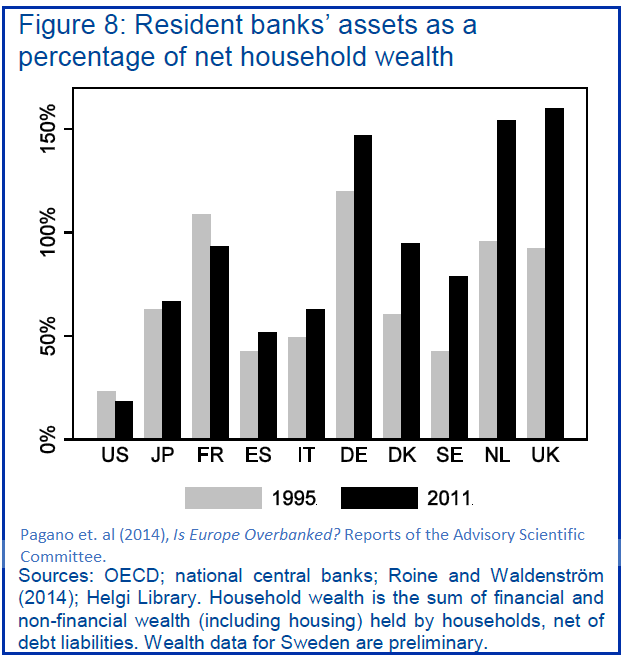 Figure 8: Resident banks' assets as a
percentage of net household wealth
150%
100%
50%
0%
US JP FR ES IT DE DK SE NL UK
1995 2011
Pagano et. al (2014), Is Europe Overbanked? Reports of the Advisory Scientific
Committee.
Sources: OECD; national central banks; Roine and Waldenström
(2014); Helgi Library. Household wealth is the sum of financial and
non-financial wealth (including housing) held by households, net of
debt liabilities. Wealth data for Sweden are preliminary.